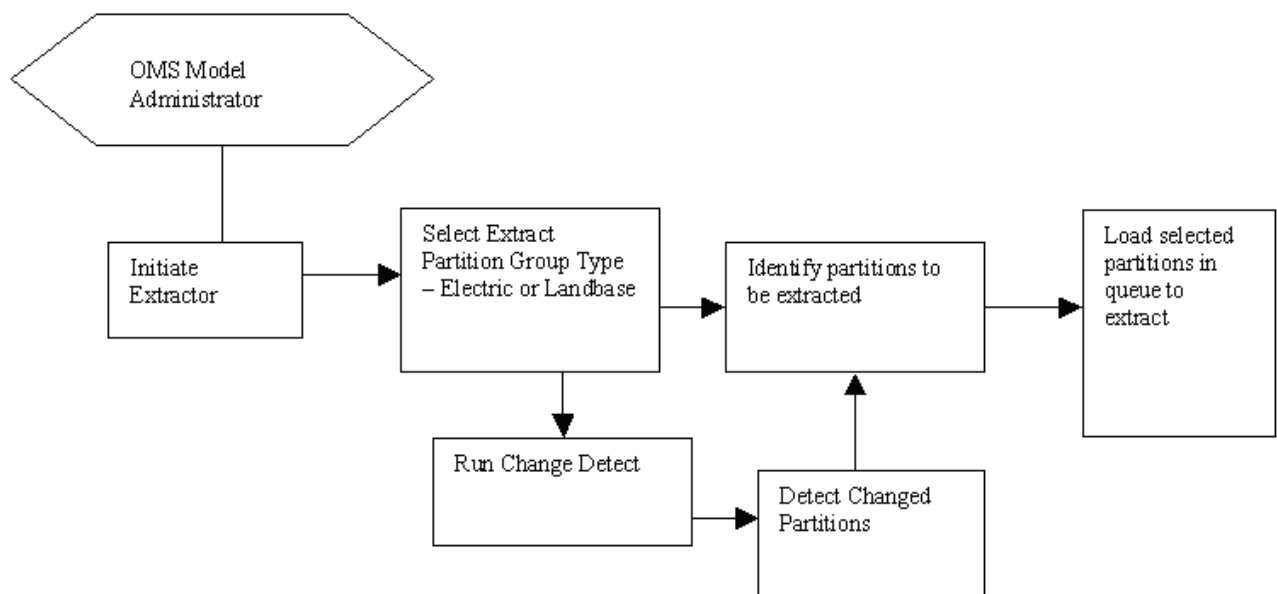 OMS Model
Administrator
Initiate
Extractor
Select Extract
Partition Group Type
– Electric or Landbase
Identify partitions to
be extracted
Load selected
partitions in
queue to
extract
Run Change Detect
Detect Changed
Partitions